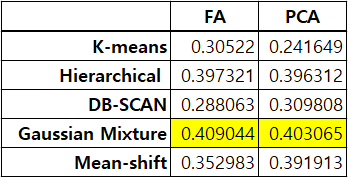 FA PCA
K-means 0.30522 0.241649
Hierarchical 0.397321 0.396312
DB-SCAN 0.288063 0.309808
Gaussian Mixture 0.409044 0.403065
Mean-shift 0.352983 0.391913